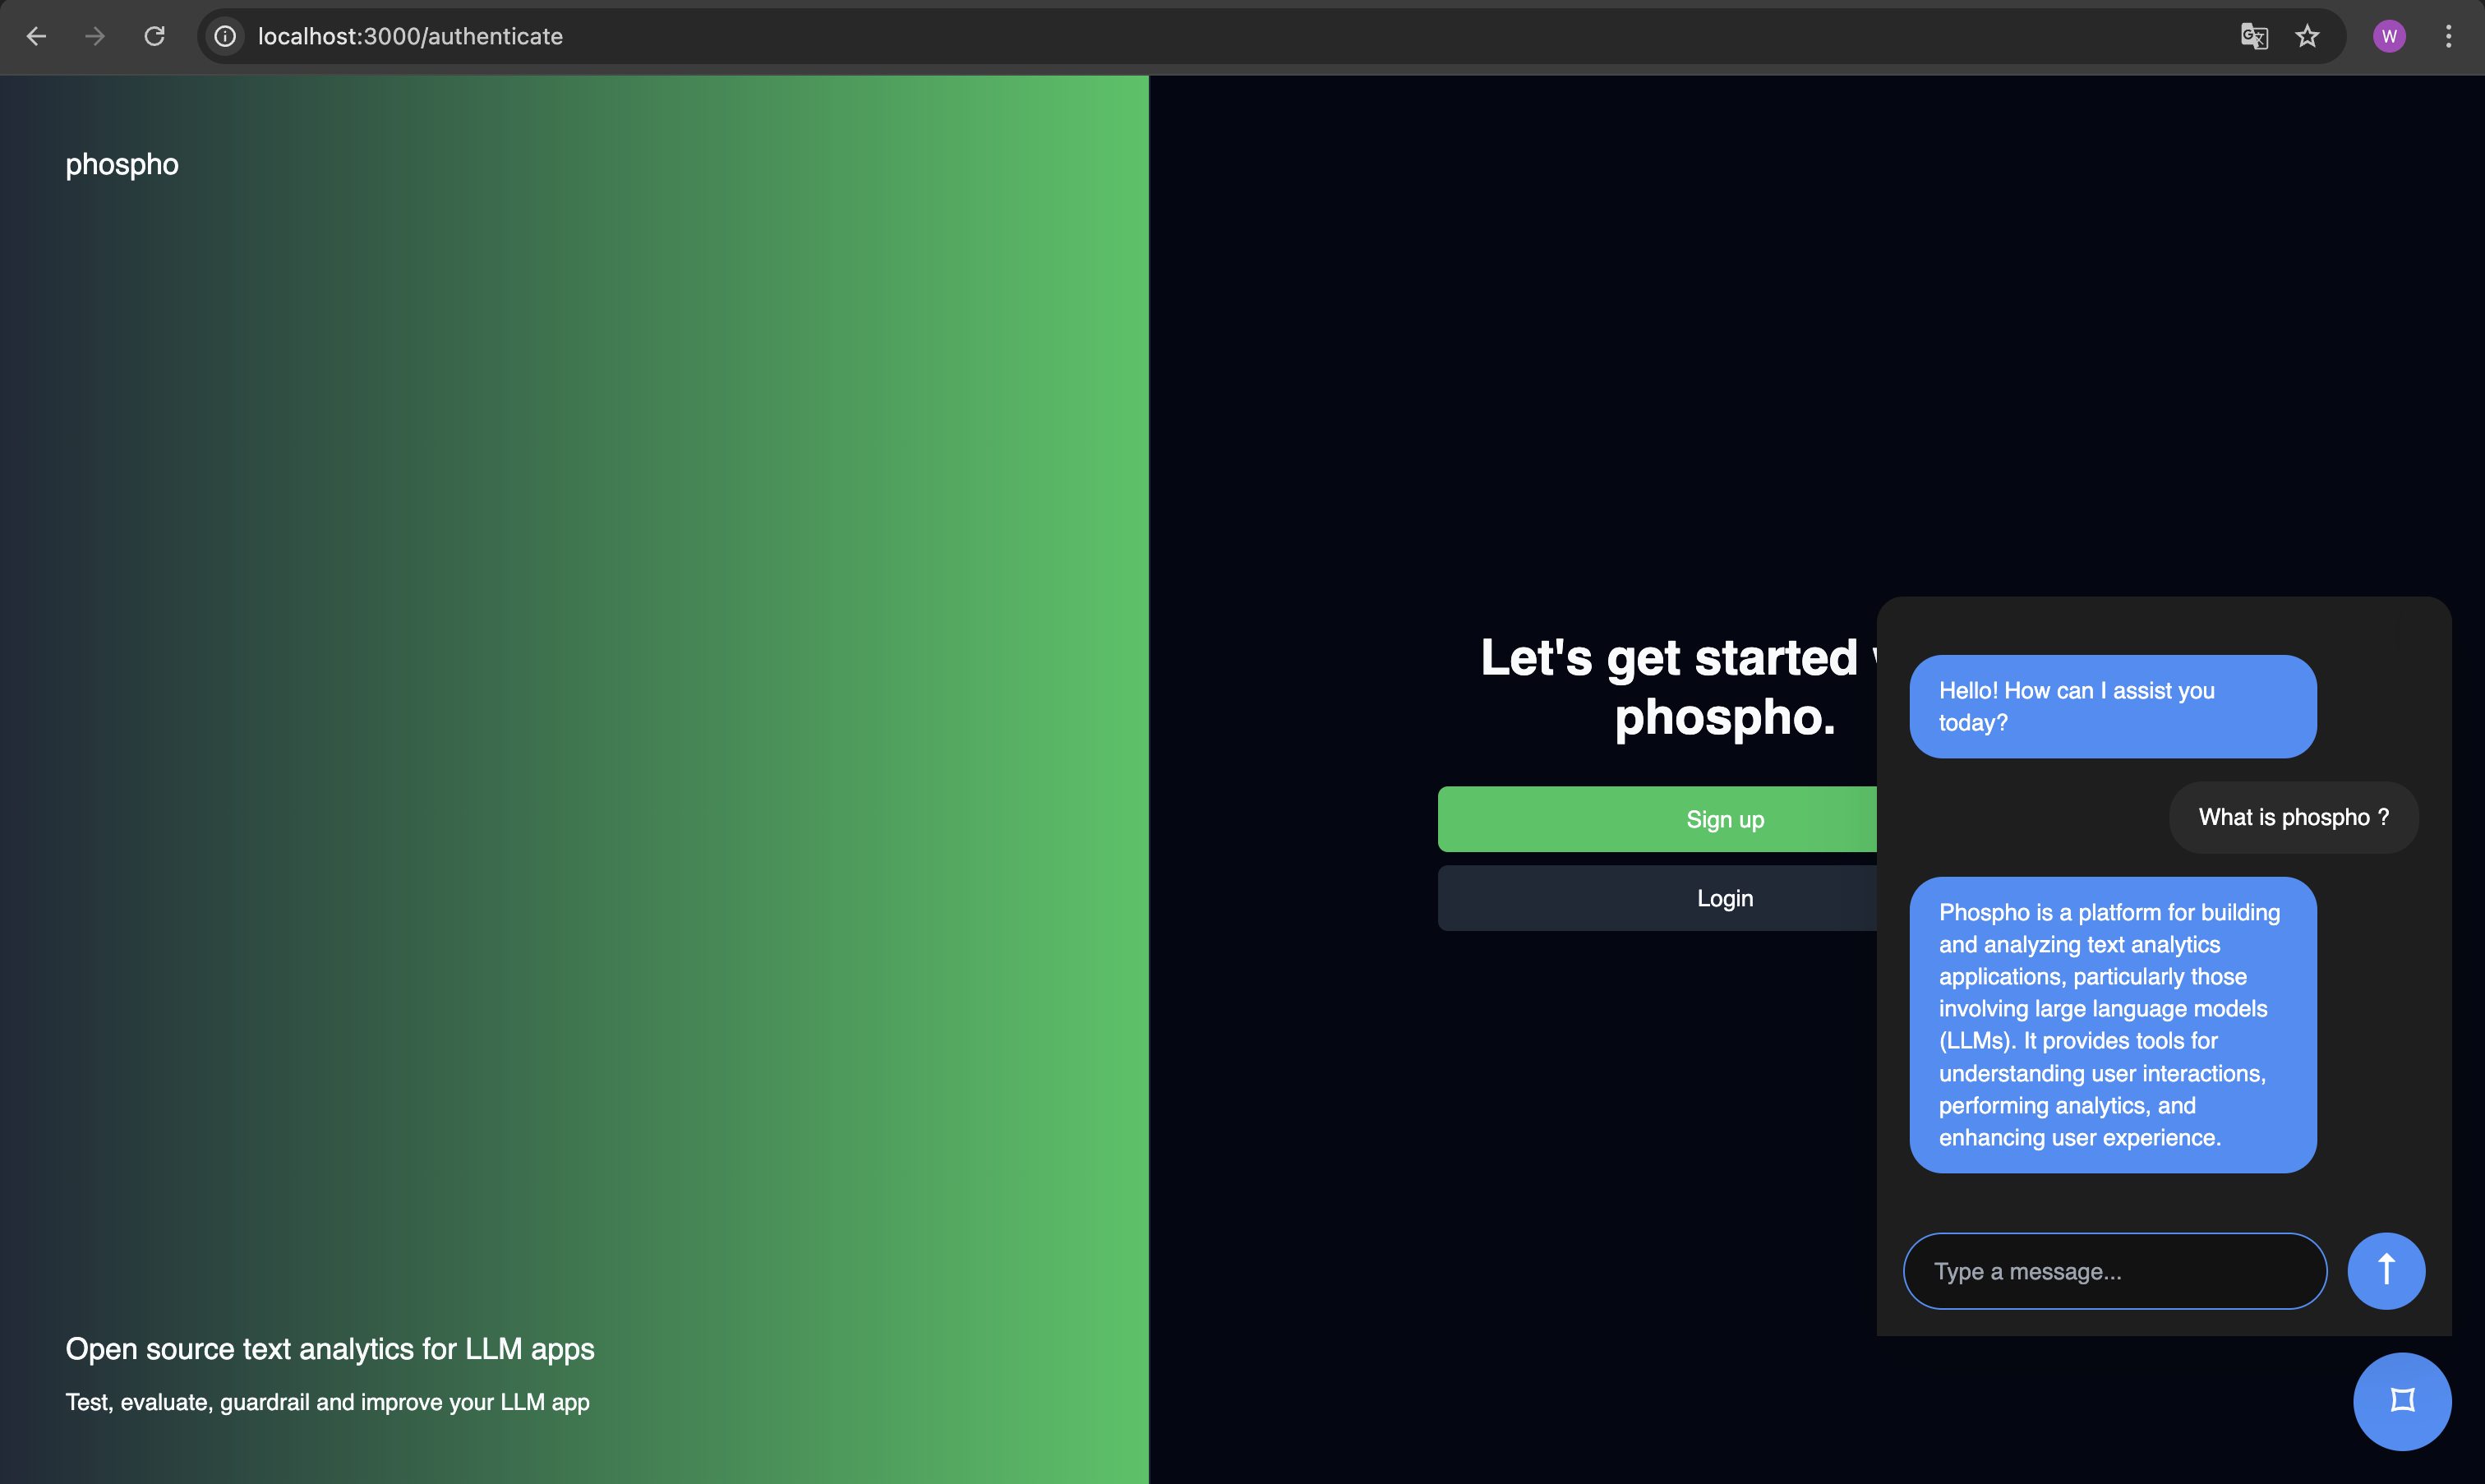 localhost:3000/authenticate
W
phospho
Let's get started
phospho.
Sign up
Login
Hello! How can I assist you
today?
What is phospho ?
Phospho is a platform for building
and analyzing text analytics
applications, particularly those
involving large language models
(LLMs). It provides tools for
understanding user interactions,
performing analytics, and
enhancing user experience.
Type a message...
Open source text analytics for LLM apps
Test, evaluate, guardrail and improve your LLM app